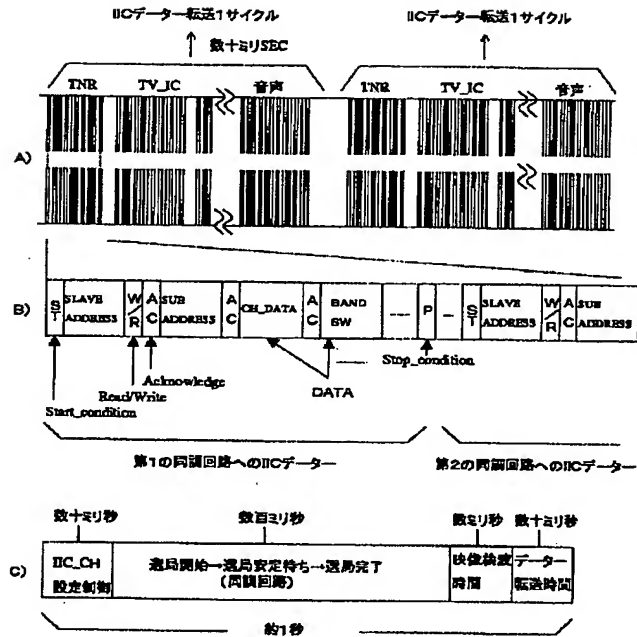 IICデーター転送1サイクル
IICデーター転送1サイクル
数十ミリSEC
TNR TV_IC 音声 TNR TV_IC 音声
A)
B)
ST SLAVE ADDRESS W/R AC SUB ADDRESS AC CH_DATA AC BAND SW --- P - ST SLAVE ADDRESS W/R AC SUB ADDRESS
Stop_condition
Acknowledge
DATA
Read/Write
Start_condition
第1の同調回路へのIICデーター
第2の同調回路へのIICデーター
数十ミリ秒
数百ミリ秒
数ミリ秒
数十ミリ秒
C)
IIC_CH
設定制御
選局開始→選局安定待ち→選局完了
(同調回路)
映像検波
時間
データー
転送時間
約1秒